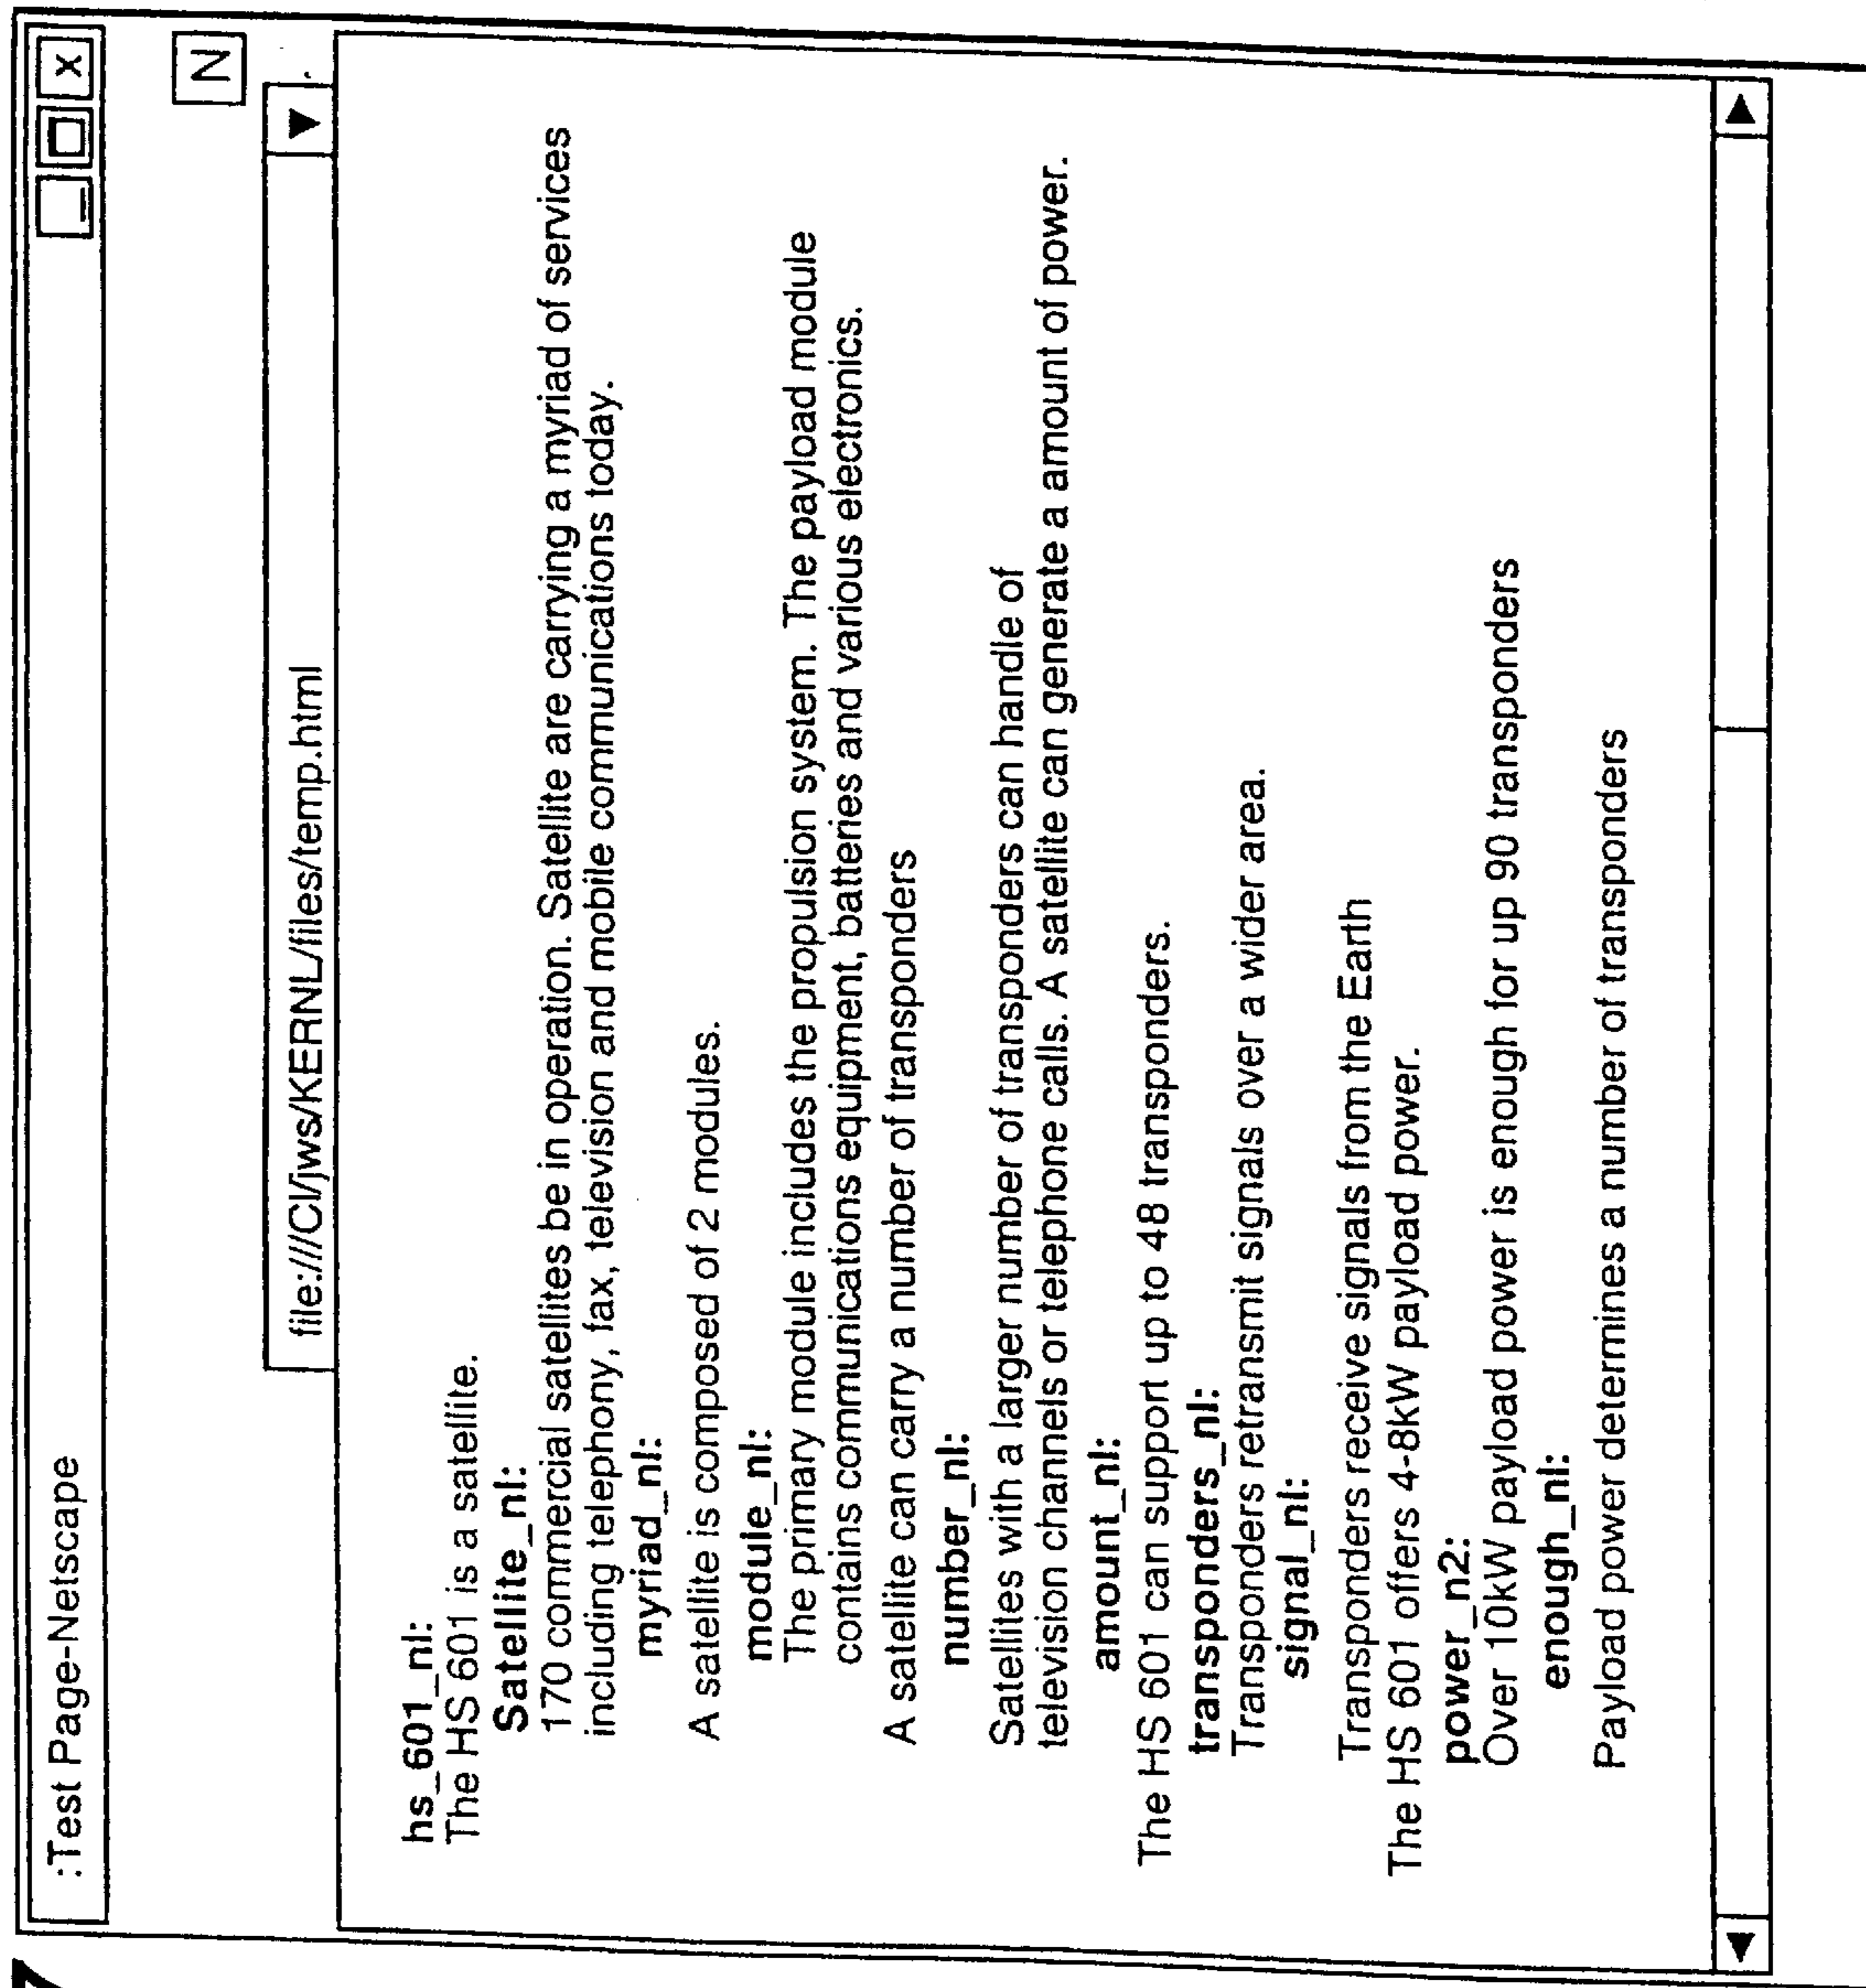 :Test Page-Netscape
N
file:///Cl/jws/KERNL/files/temp.html
hs_601_nl:
The HS 601 is a satellite.
Satellite_nl:
170 commercial satellites be in operation. Satellite are carrying a myriad of services
including telephony, fax, television and mobile communications today.
myriad_nl:
A satellite is composed of 2 modules.
module_nl:
The primary module includes the propulsion system. The payload module
contains communications equipment, batteries and various electronics.
A satellite can carry a number of transponders
number_nl:
Satellites with a larger number of transponders can handle of
television channels or telephone calls. A satellite can generate a amount of power.
amount_nl:
The HS 601 can support up to 48 transponders.
transponders_nl:
Transponders retransmit signals over a wider area.
signal_nl:
Transponders receive signals from the Earth
The HS 601 offers 4-8kW payload power.
power_n2:
Over 10kW payload power is enough for up 90 transponders
enough_nl:
Payload power determines a number of transponders